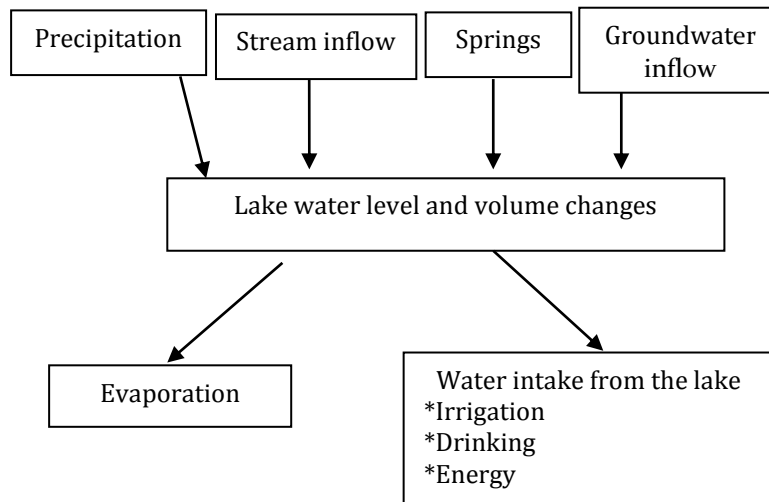 Precipitation
Stream inflow
Springs
Groundwater
inflow
Lake water level and volume changes
Evaporation
Water intake from the lake
*Irrigation
*Drinking
*Energy